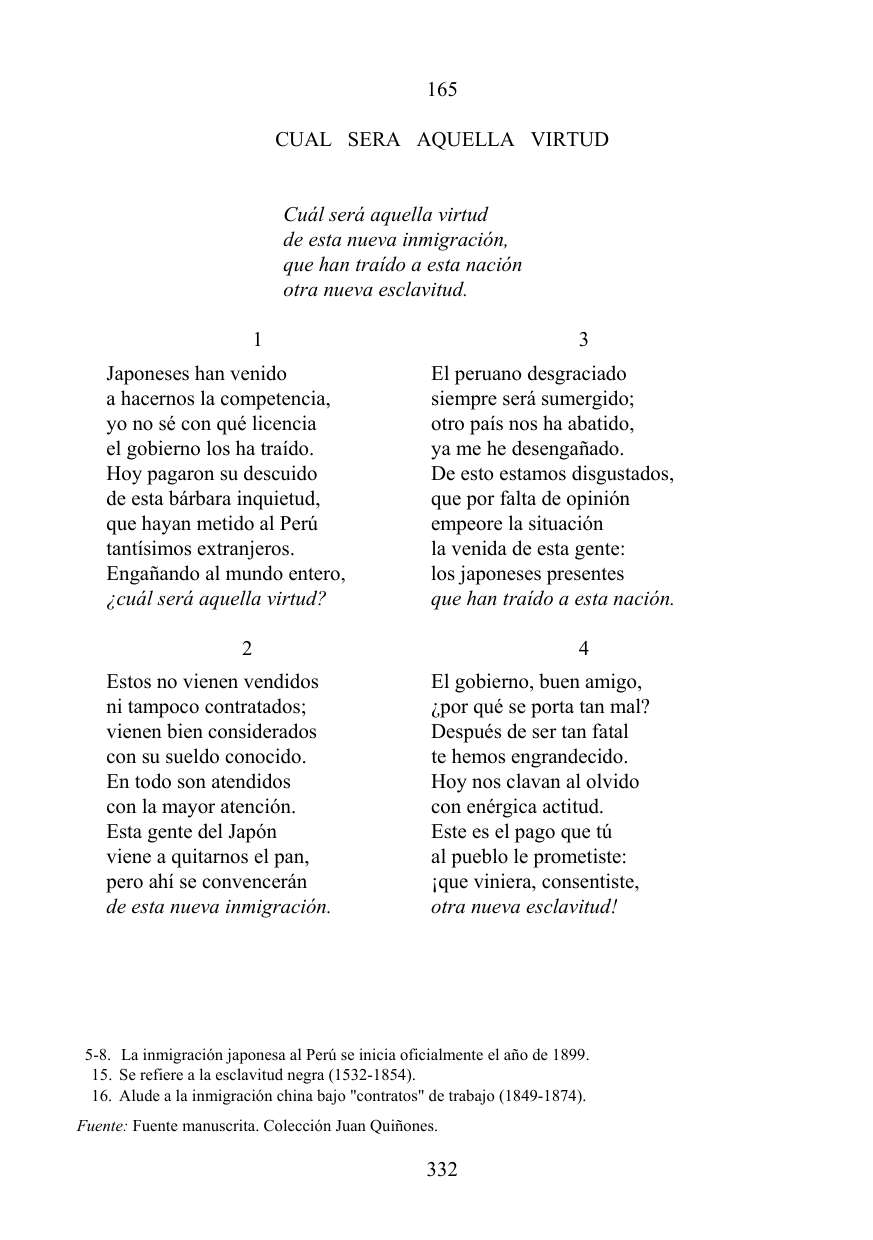 165
CUAL SERA AQUELLA VIRTUD
Cuál será aquella virtud
de esta nueva inmigración,
que han traído a esta nación
otra nueva esclavitud.
1
Japoneses han venido
a hacernos la competencia,
yo no sé con qué licencia
el gobierno los ha traído.
Hoy pagaron su descuido
de esta bárbara inquietud,
que hayan metido al Perú
tantísimos extranjeros.
Engañando al mundo entero,
¿cuál será aquella virtud?
2
Estos no vienen vendidos
ni tampoco contratados;
vienen bien considerados
con su sueldo conocido.
En todo son atendidos
con la mayor atención.
Esta gente del Japón
viene a quitarnos el pan,
pero ahí se convencerán
de esta nueva inmigración.
3
El peruano desgraciado
siempre será sumergido;
otro país nos ha abatido,
ya me he desengañado.
De esto estamos disgustados,
que por falta de opinión
empeore la situación
la venida de esta gente:
los japoneses presentes
que han traído a esta nación.
4
El gobierno, buen amigo,
¿por qué se porta tan mal?
Después de ser tan fatal
te hemos engrandecido.
Hoy nos clavan al olvido
con enérgica actitud.
Este es el pago que tú
al pueblo le prometiste:
¡que viniera, consentiste,
otra nueva esclavitud!
5-8. La inmigración japonesa al Perú se inicia oficialmente el año de 1899.
15. Se refiere a la esclavitud negra (1532-1854).
16. Alude a la inmigración china bajo "contratos" de trabajo (1849-1874).
Fuente: Fuente manuscrita. Colección Juan Quiñones.
332